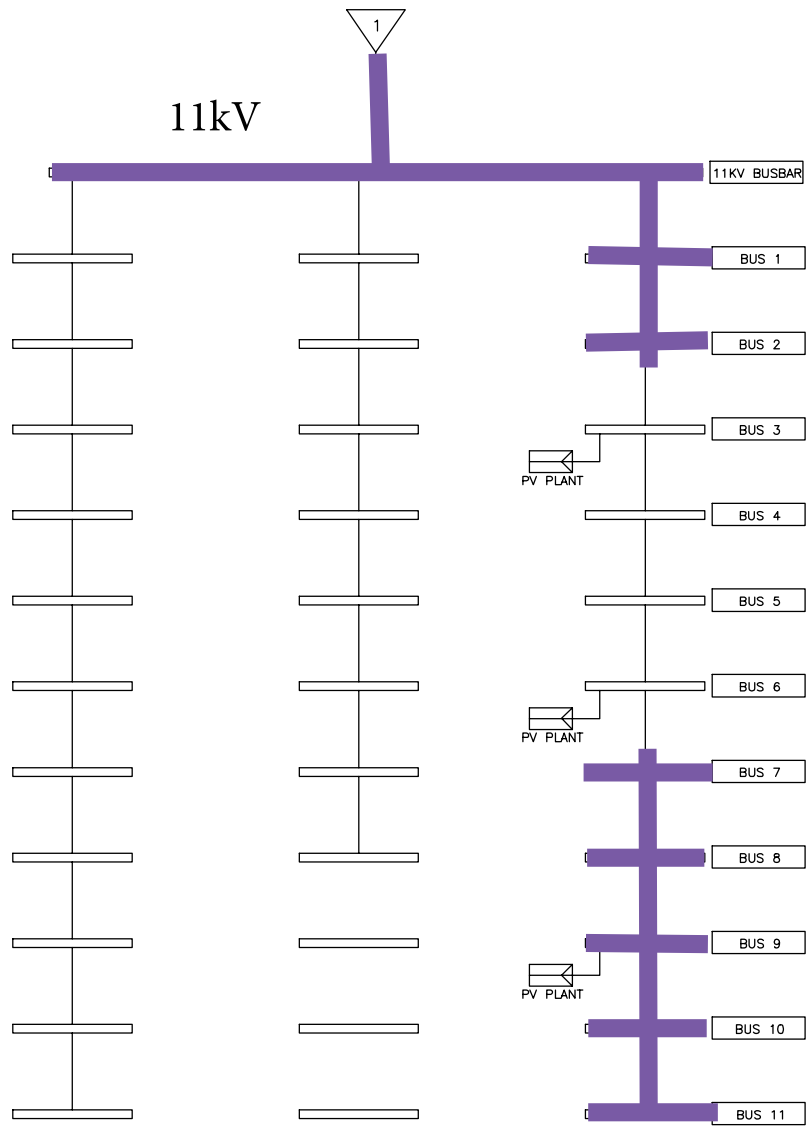 1
11kV
11KV BUSBAR
BUS 1
BUS 2
BUS 3
PV PLANT
BUS 4
BUS 5
BUS 6
PV PLANT
BUS 7
BUS 8
BUS 9
PV PLANT
BUS 10
BUS 11